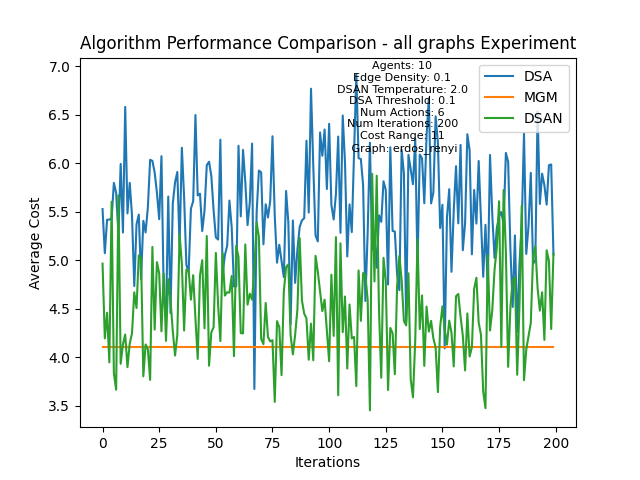 Algorithm Performance Comparison - all graphs Experiment
Agents: 10
Edge Density: 0.1
DSAN Temperature: 2.0
DSA Threshold: 0.1
Num Actions: 6
Num Iterations: 200
Cost Range: 11
Graph: erdos_renyi
DSA
MGM
DSAN
Average Cost
7.0
6.5
6.0
5.5
5.0
4.5
4.0
3.5
0 25 50 75 100 125 150 175 200
Iterations